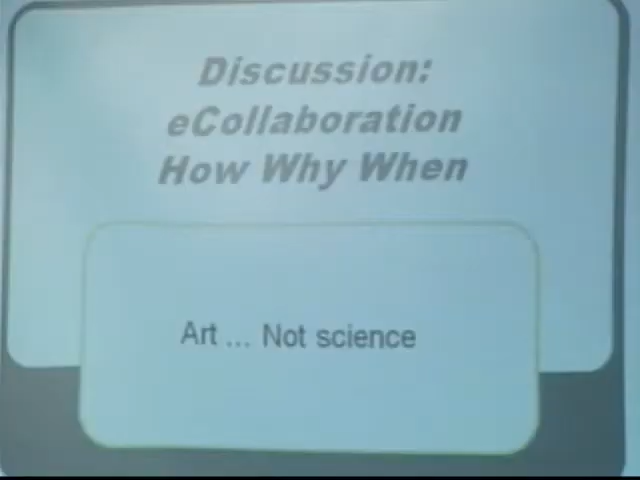 Discussion:
eCollaboration
How Why When
Art ... Not science